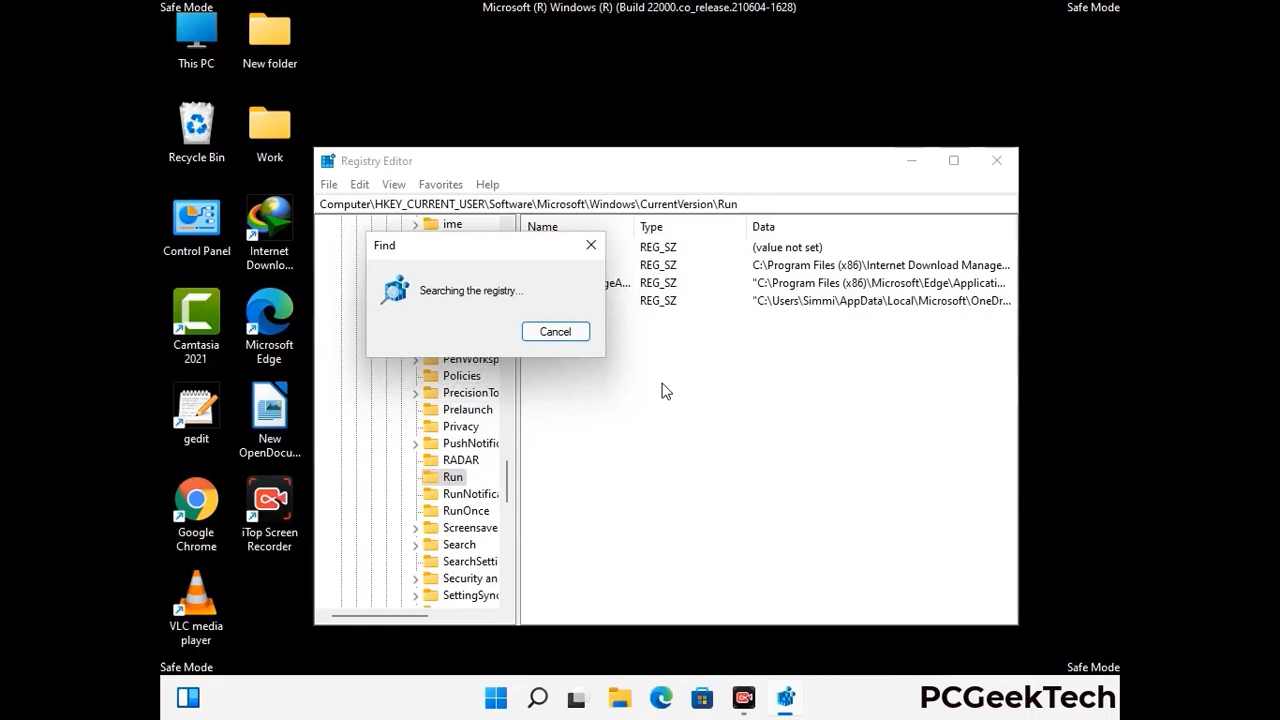 Safe Mode
Microsoft (R) Windows (R) (Build 22000.co_release.210604-1628)
Safe Mode
This PC
New folder
Recycle Bin
Work
Control Panel
Internet
Downlo...
Camtasia
2021
Microsoft
Edge
gedit
New
OpenDocu...
Google
Chrome
iTop Screen
Recorder
VLC media
player
Registry Editor
File Edit View Favorites Help
Computer\HKEY_CURRENT_USER\Software\Microsoft\Windows\CurrentVersion\Run
ime
Policies
PrecisionTo
Prelaunch
Privacy
PushNotific
RADAR
Run
RunNotifica
RunOnce
Screensave
Search
SearchSetti
Security an
SettingSync
Name Type Data
REG_SZ (value not set)
REG_SZ C:\Program Files (x86)\Internet Download Manage...
geA... REG_SZ "C:\Program Files (x86)\Microsoft\Edge\Applicati...
REG_SZ "C:\Users\Simmi\AppData\Local\Microsoft\OneDr...
Find
Searching the registry...
Cancel
Safe Mode
Safe Mode
PCGeekTech